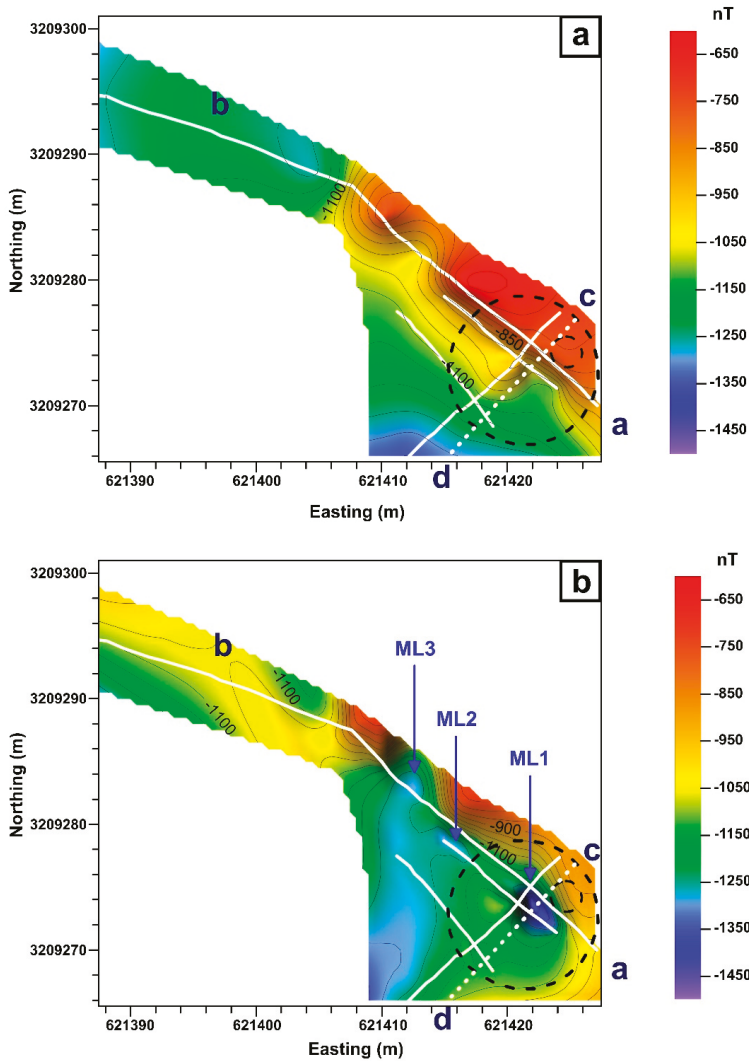 nT
3209300
a
-650
b
-750
3209290
-850
-1100
-950
Northing (m)
-1050
3209280
c
-1150
-850
-1250
-1100
3209270
-1350
a
-1450
d
621390 621400 621410 621420
Easting (m)
nT
3209300
b
-650
b
ML3
-750
-1100
3209290
ML2
-850
-1100
ML1
-950
Northing (m)
-900
-1050
3209280
1100
c
-1150
-1250
3209270
a
-1350
-1450
d
621390 621400 621410 621420
Easting (m)